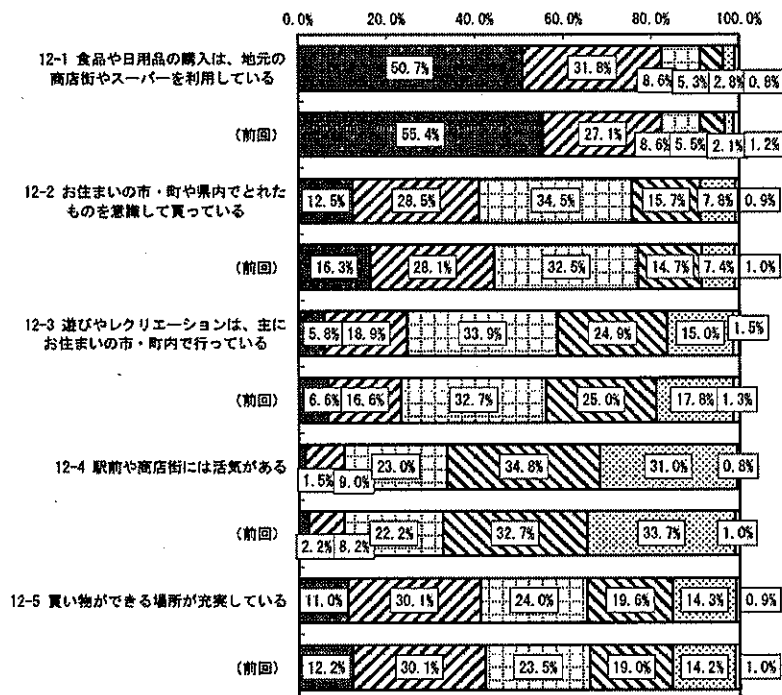 0.0% 20.0% 40.0% 60.0% 80.0% 100.0%
12-1 食品や日用品の購入は、地元の
商店街やスーパーを利用している
50.7% 31.8% 8.6% 5.3% 2.8% 0.8%
(前回)
55.4% 27.1% 8.6% 5.5% 2.1% 1.2%
12-2 お住まいの市・町や県内でとれた
ものを意識して買っている
12.5% 28.5% 34.5% 15.7% 7.8% 0.9%
(前回)
16.3% 28.1% 32.5% 14.7% 7.4% 1.0%
12-3 遊びやレクリエーションは、主に
お住まいの市・町内で行っている
5.8% 18.9% 33.9% 24.9% 15.0% 1.5%
(前回)
6.6% 16.6% 32.7% 25.0% 17.8% 1.3%
12-4 駅前や商店街には活気がある
1.5% 9.0% 23.0% 34.8% 31.0% 0.8%
(前回)
2.2% 8.2% 22.2% 32.7% 33.7% 1.0%
12-5 買い物ができる場所が充実している
11.0% 30.1% 24.0% 19.6% 14.3% 0.9%
(前回)
12.2% 30.1% 23.5% 19.0% 14.2% 1.0%